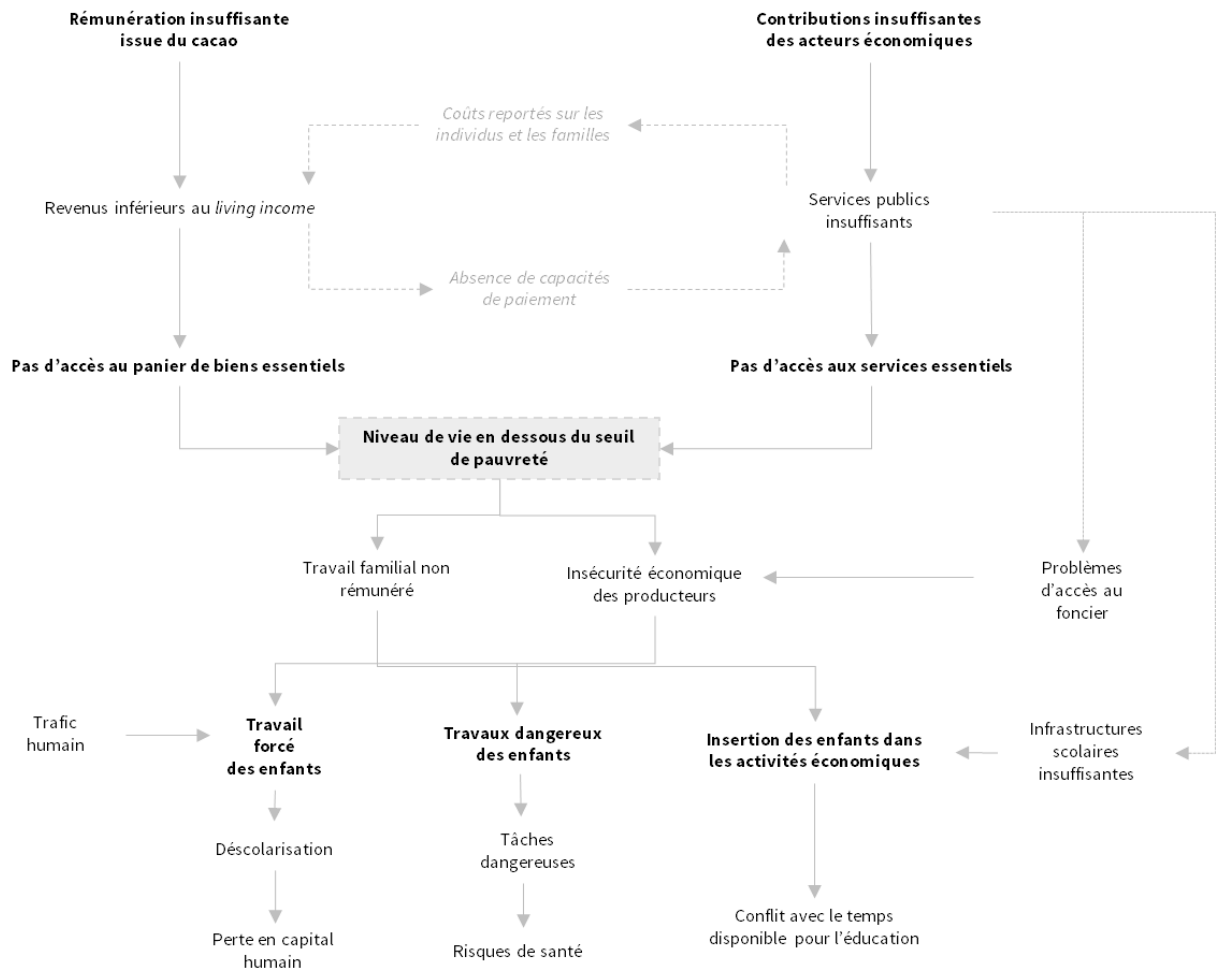 Rémunération insuffisante
issue du cacao
Contributions insuffisantes
des acteurs économiques
Coûts reportés sur les
individus et les familles
Revenus inférieurs au living income
Services publics
insuffisants
Absence de capacités
de paiement
Pas d'accès au panier de biens essentiels
Pas d'accès aux services essentiels
Niveau de vie en dessous du seuil
de pauvreté
Travail familial non
rémunéré
Insécurité économique
des producteurs
Problèmes
d'accès au
foncier
Trafic
humain
Travail
forcé
des enfants
Travaux dangereux
des enfants
Insertion des enfants dans
les activités économiques
Infrastructures
scolaires
insuffisantes
Déscolarisation
Tâches
dangereuses
Perte en capital
humain
Risques de santé
Conflit avec le temps
disponible pour l'éducation